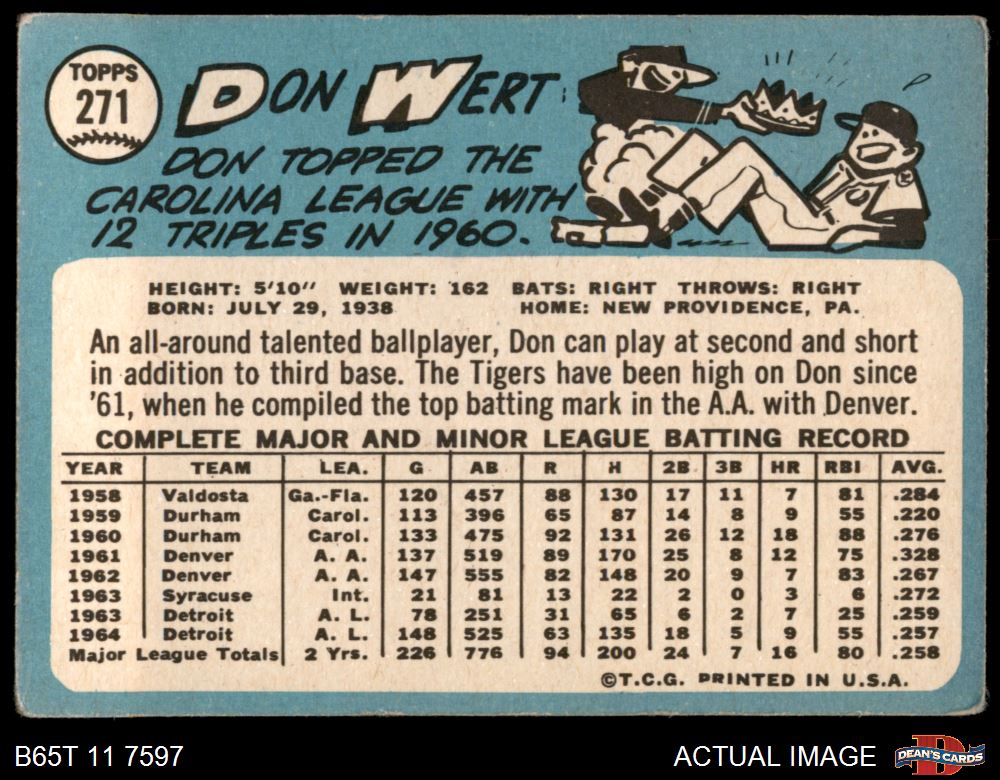 TOPPS
271
DON WERT
DON TOPPED THE
CAROLINA LEAGUE WITH
12 TRIPLES IN 1960.
HEIGHT: 5'10" WEIGHT: 162 BATS: RIGHT THROWS: RIGHT
BORN: JULY 29, 1938 HOME: NEW PROVIDENCE, PA.
An all-around talented ballplayer, Don can play at second and short
in addition to third base. The Tigers have been high on Don since
'61, when he compiled the top batting mark in the A.A. with Denver.
COMPLETE MAJOR AND MINOR LEAGUE BATTING RECORD
YEAR TEAM LEA. G AB R H 2B 3B HR RBI AVG.
1958 Valdosta Ga.-Fla. 120 457 88 130 17 11 7 81 .284
1959 Durham Carol. 113 396 65 87 14 8 9 55 .220
1960 Durham Carol. 133 475 92 131 26 12 18 88 .276
1961 Denver A. A. 137 519 89 170 25 8 12 75 .328
1962 Denver A. A. 147 555 82 148 20 9 7 83 .267
1963 Syracuse Int. 21 81 13 22 2 0 3 6 .272
1963 Detroit A. L. 78 251 31 65 6 2 7 25 .259
1964 Detroit A. L. 148 525 63 135 18 5 9 55 .257
Major League Totals 2 Yrs. 226 776 94 200 24 7 16 80 .258
©T.C.G. PRINTED IN U.S.A.
B65T 11 7597 ACTUAL IMAGE DEAN'S CARDS